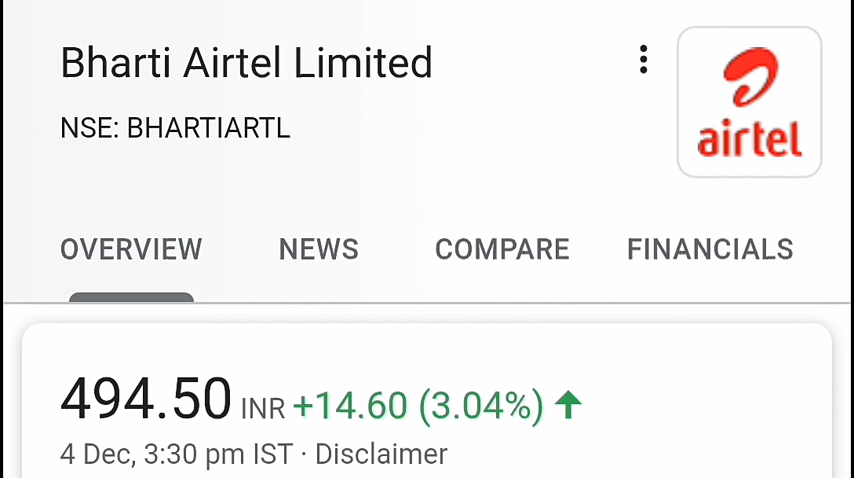 Bharti Airtel Limited
NSE: BHARTIARTL
airtel
OVERVIEW NEWS COMPARE FINANCIALS
494.50 INR +14.60 (3.04%) ↑
4 Dec, 3:30 pm IST · Disclaimer